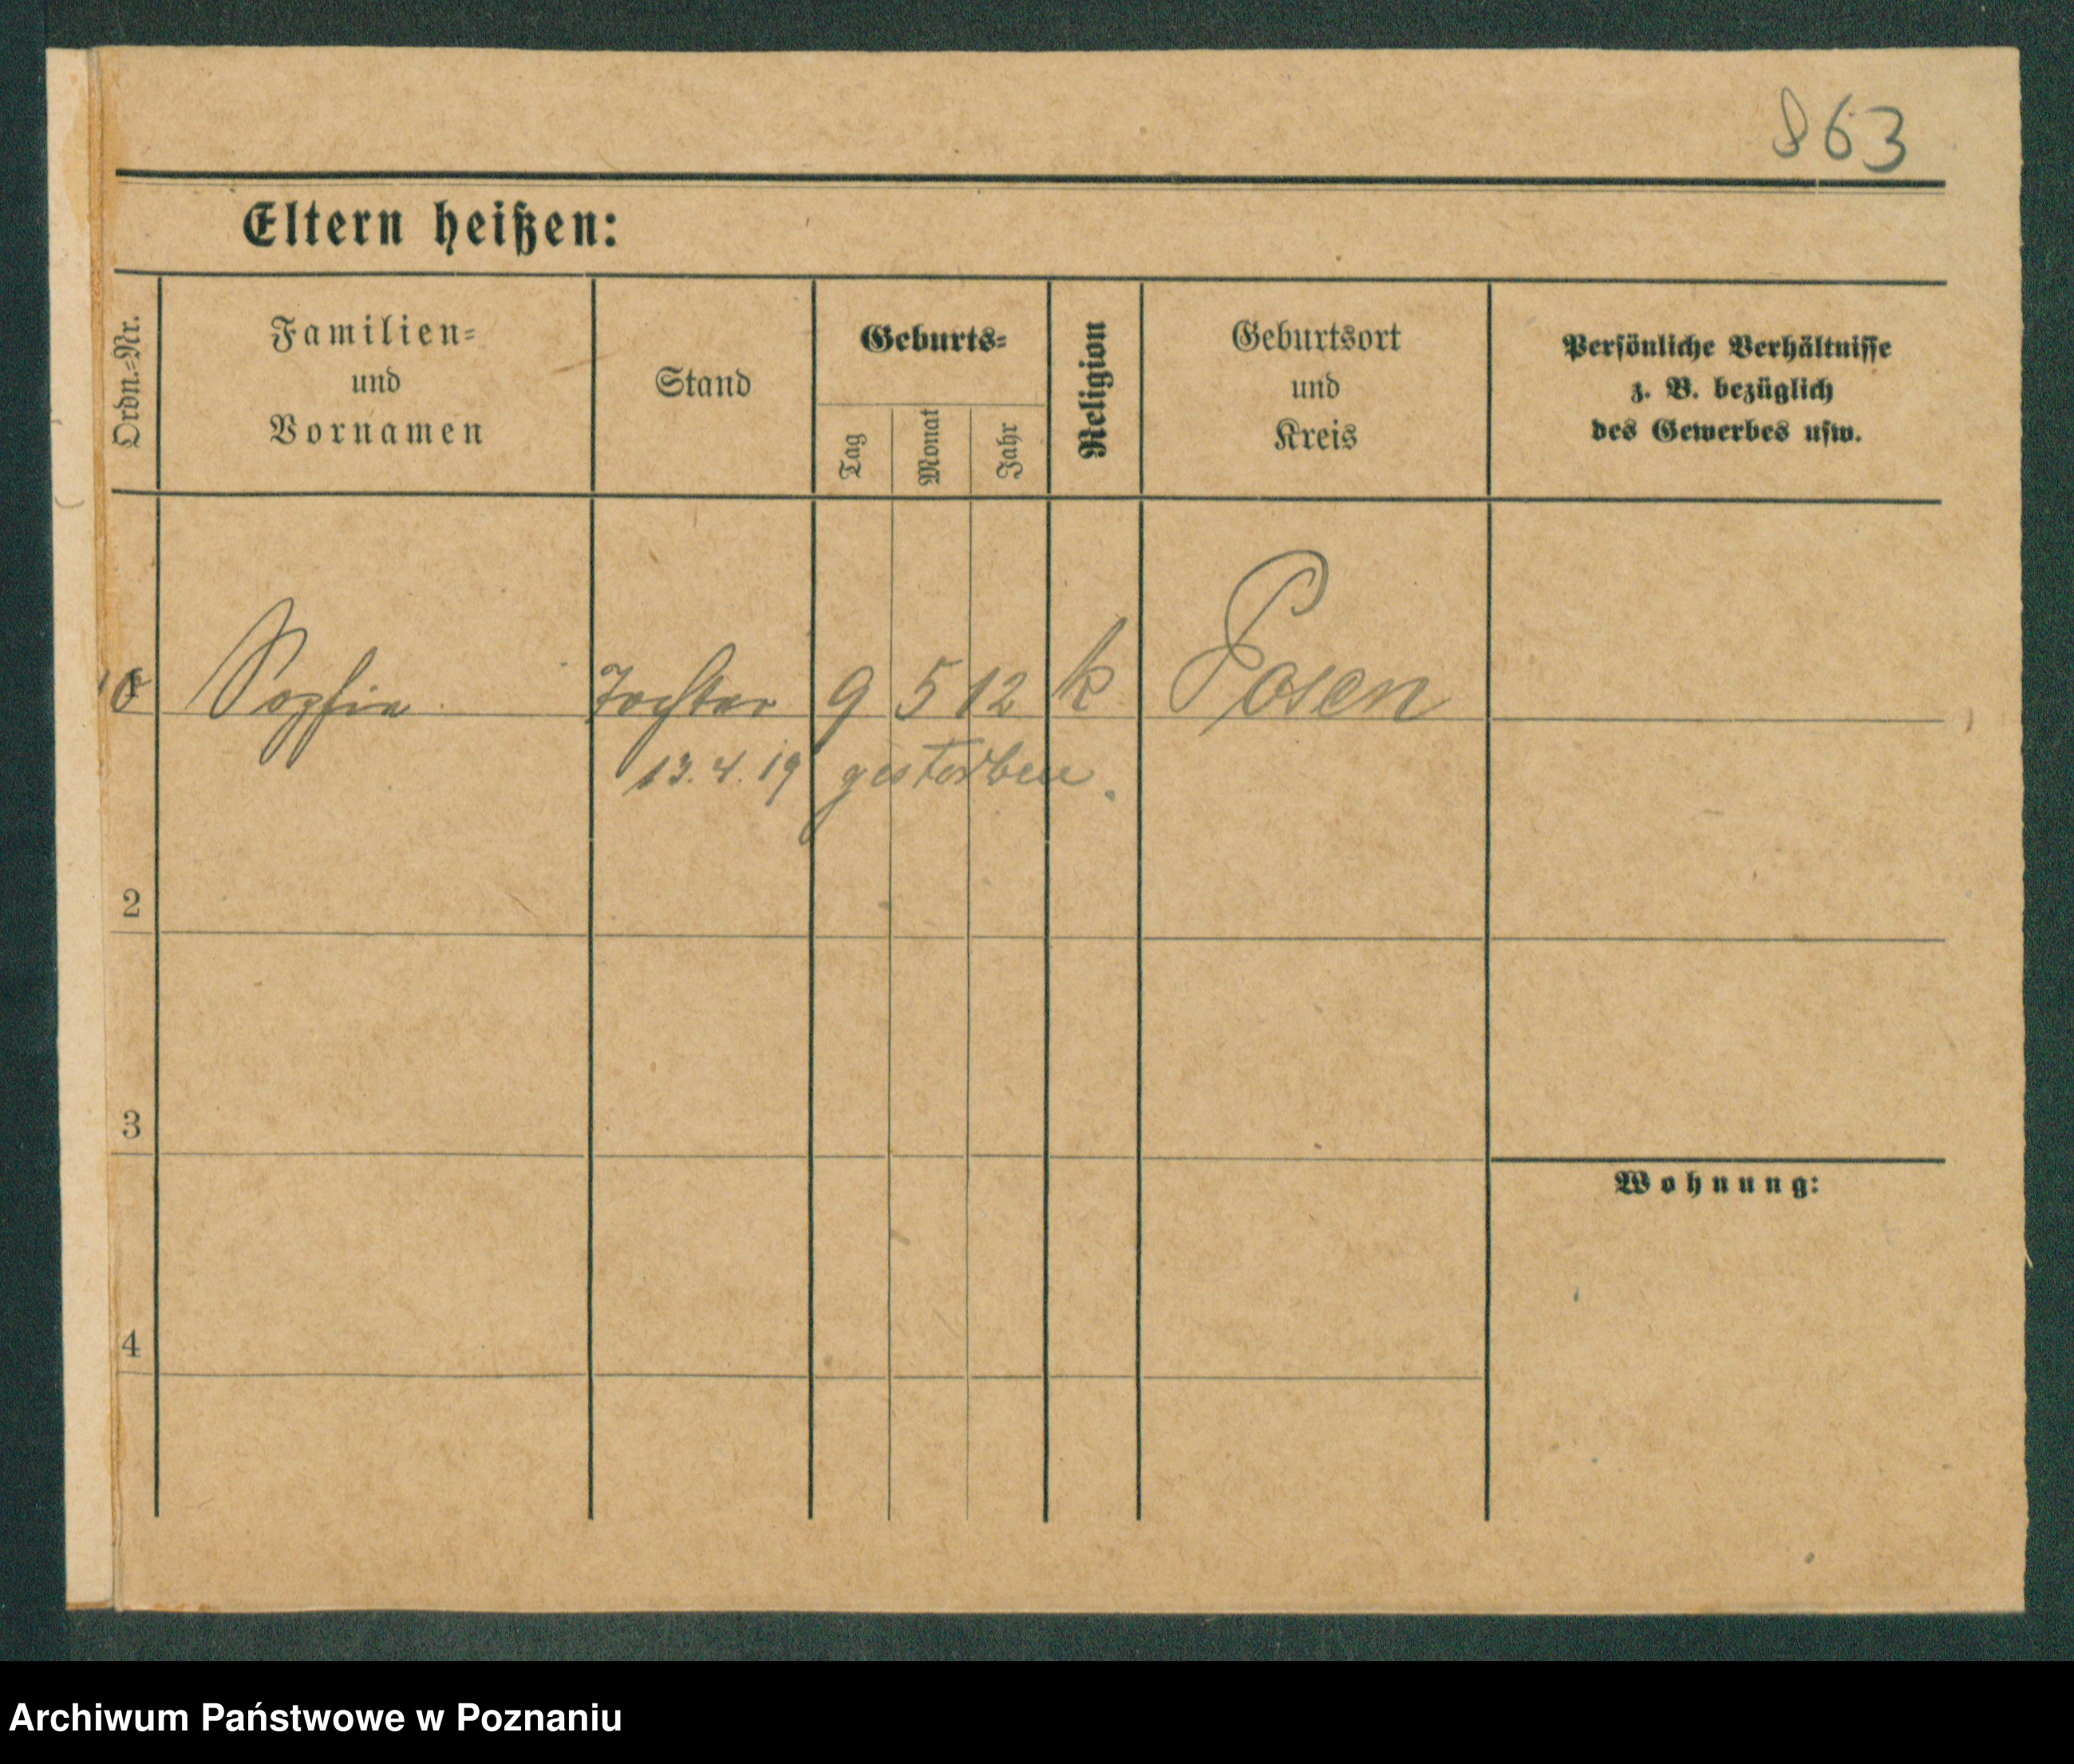 863
Eltern heißen:
Ordn.-Nr.
Familien-
und
Vornamen
Stand
Geburts-
Tag
Monat
Jahr
Religion
Geburtsort
und
Kreis
Persönliche Verhältnisse
z. B. bezüglich
des Gewerbes usw.
Sophie Tochter 9 5 12 k Posen
13. 4. 19 gestorben.
2
3
Wohnung:
4
Archiwum Państwowe w Poznaniu